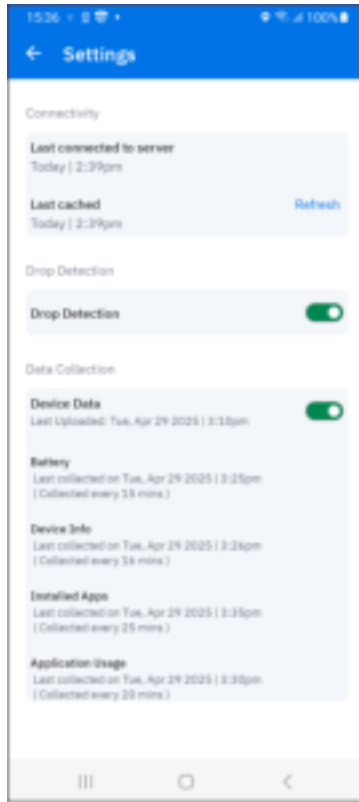 15:36
100%
Settings
Connectivity
Last connected to server
Today | 2:39pm
Last cached
Refresh
Today | 2:39pm
Drop Detection
Drop Detection
Data Collection
Device Data
Last Uploaded: Tue, Apr 29 2025 | 3:10pm
Battery
Last collected on Tue, Apr 29 2025 | 3:25pm
(Collected every 15 mins.)
Device Info
Last collected on Tue, Apr 29 2025 | 3:26pm
(Collected every 16 mins.)
Installed Apps
Last collected on Tue, Apr 29 2025 | 3:35pm
(Collected every 25 mins.)
Application Usage
Last collected on Tue, Apr 29 2025 | 3:30pm
(Collected every 20 mins.)